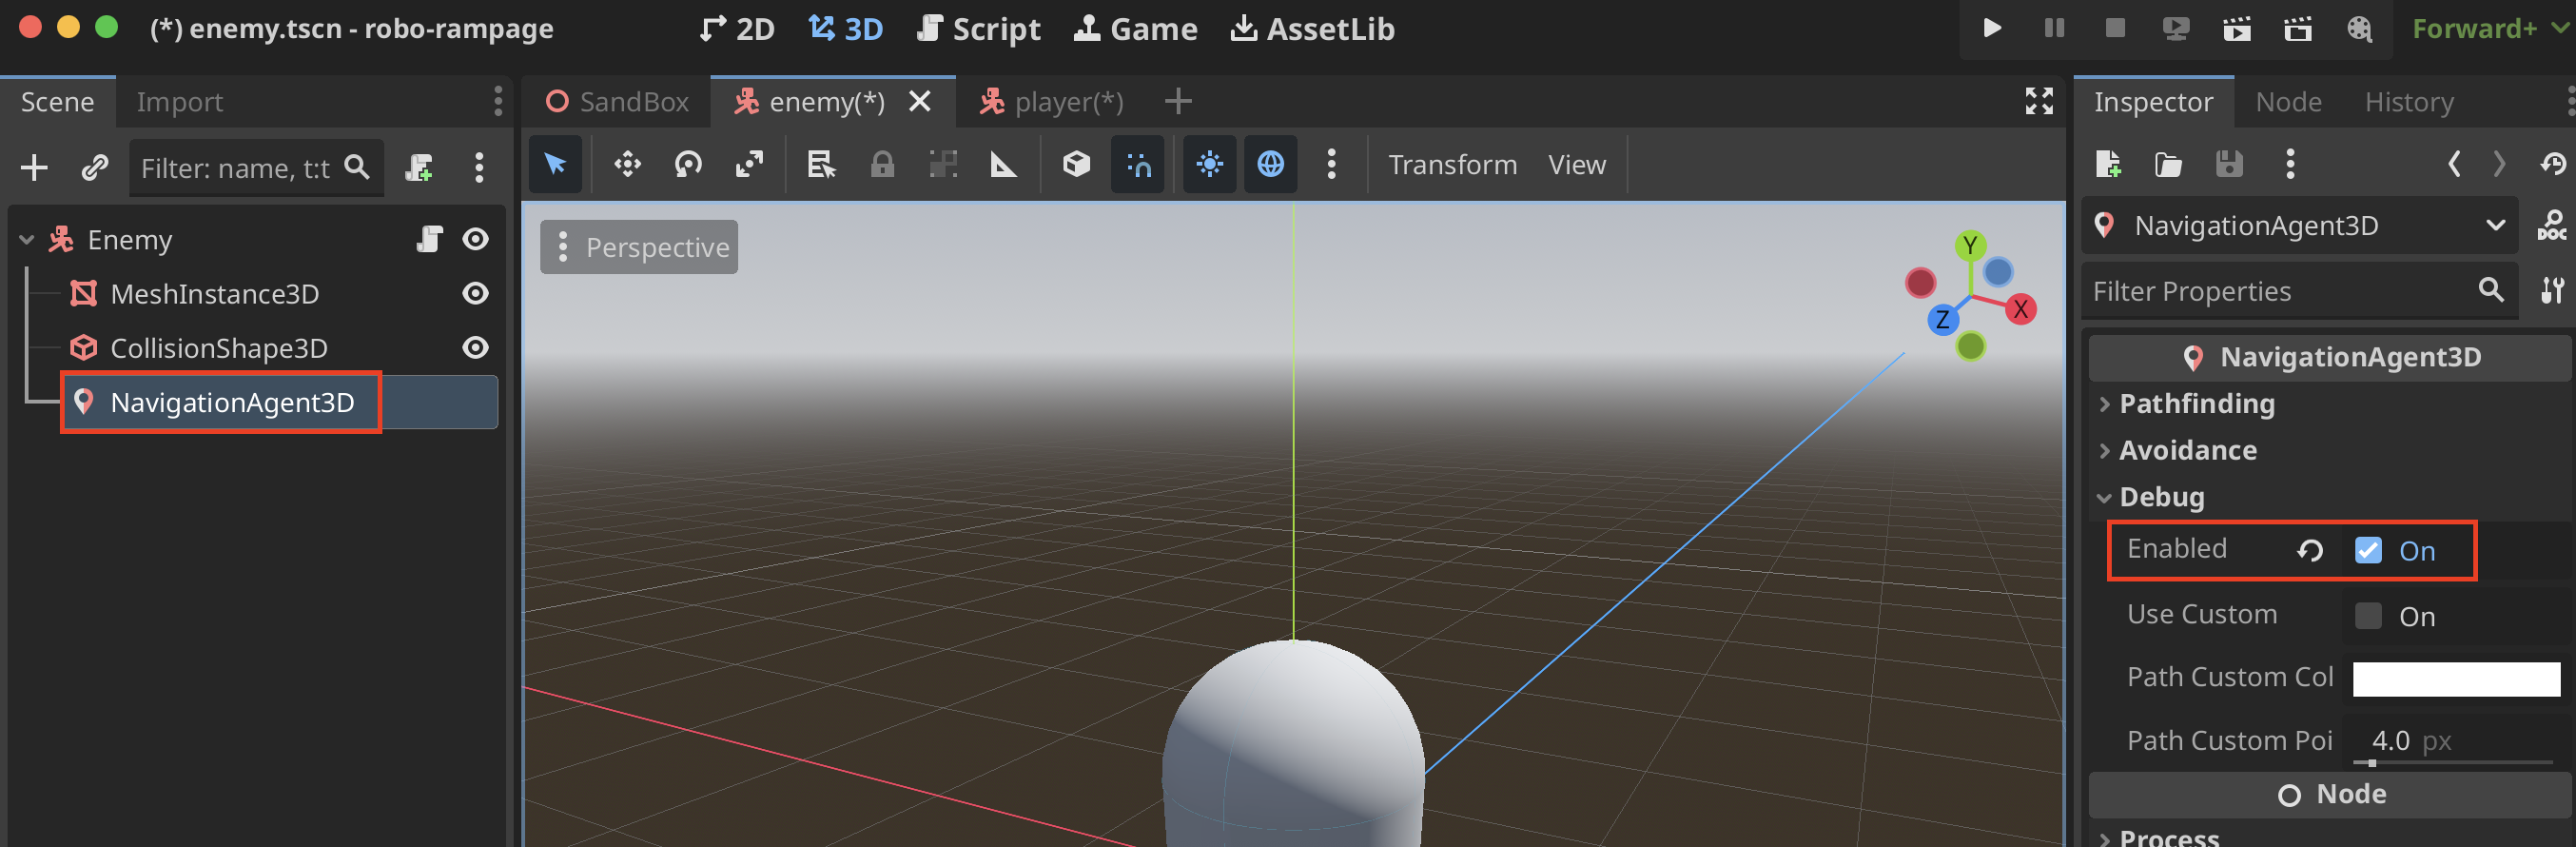 (*) enemy.tscn - robo-rampage
2D 3D Script Game AssetLib
Forward+
Scene Import
SandBox enemy(*) player(*)
Inspector Node History
Filter: name, t:t
Transform View
Enemy
MeshInstance3D
CollisionShape3D
NavigationAgent3D
Perspective
Y
X
Z
NavigationAgent3D
DOC
Filter Properties
NavigationAgent3D
Pathfinding
Avoidance
Debug
Enabled On
Use Custom On
Path Custom Col
Path Custom Poi 4.0 px
Node
Process